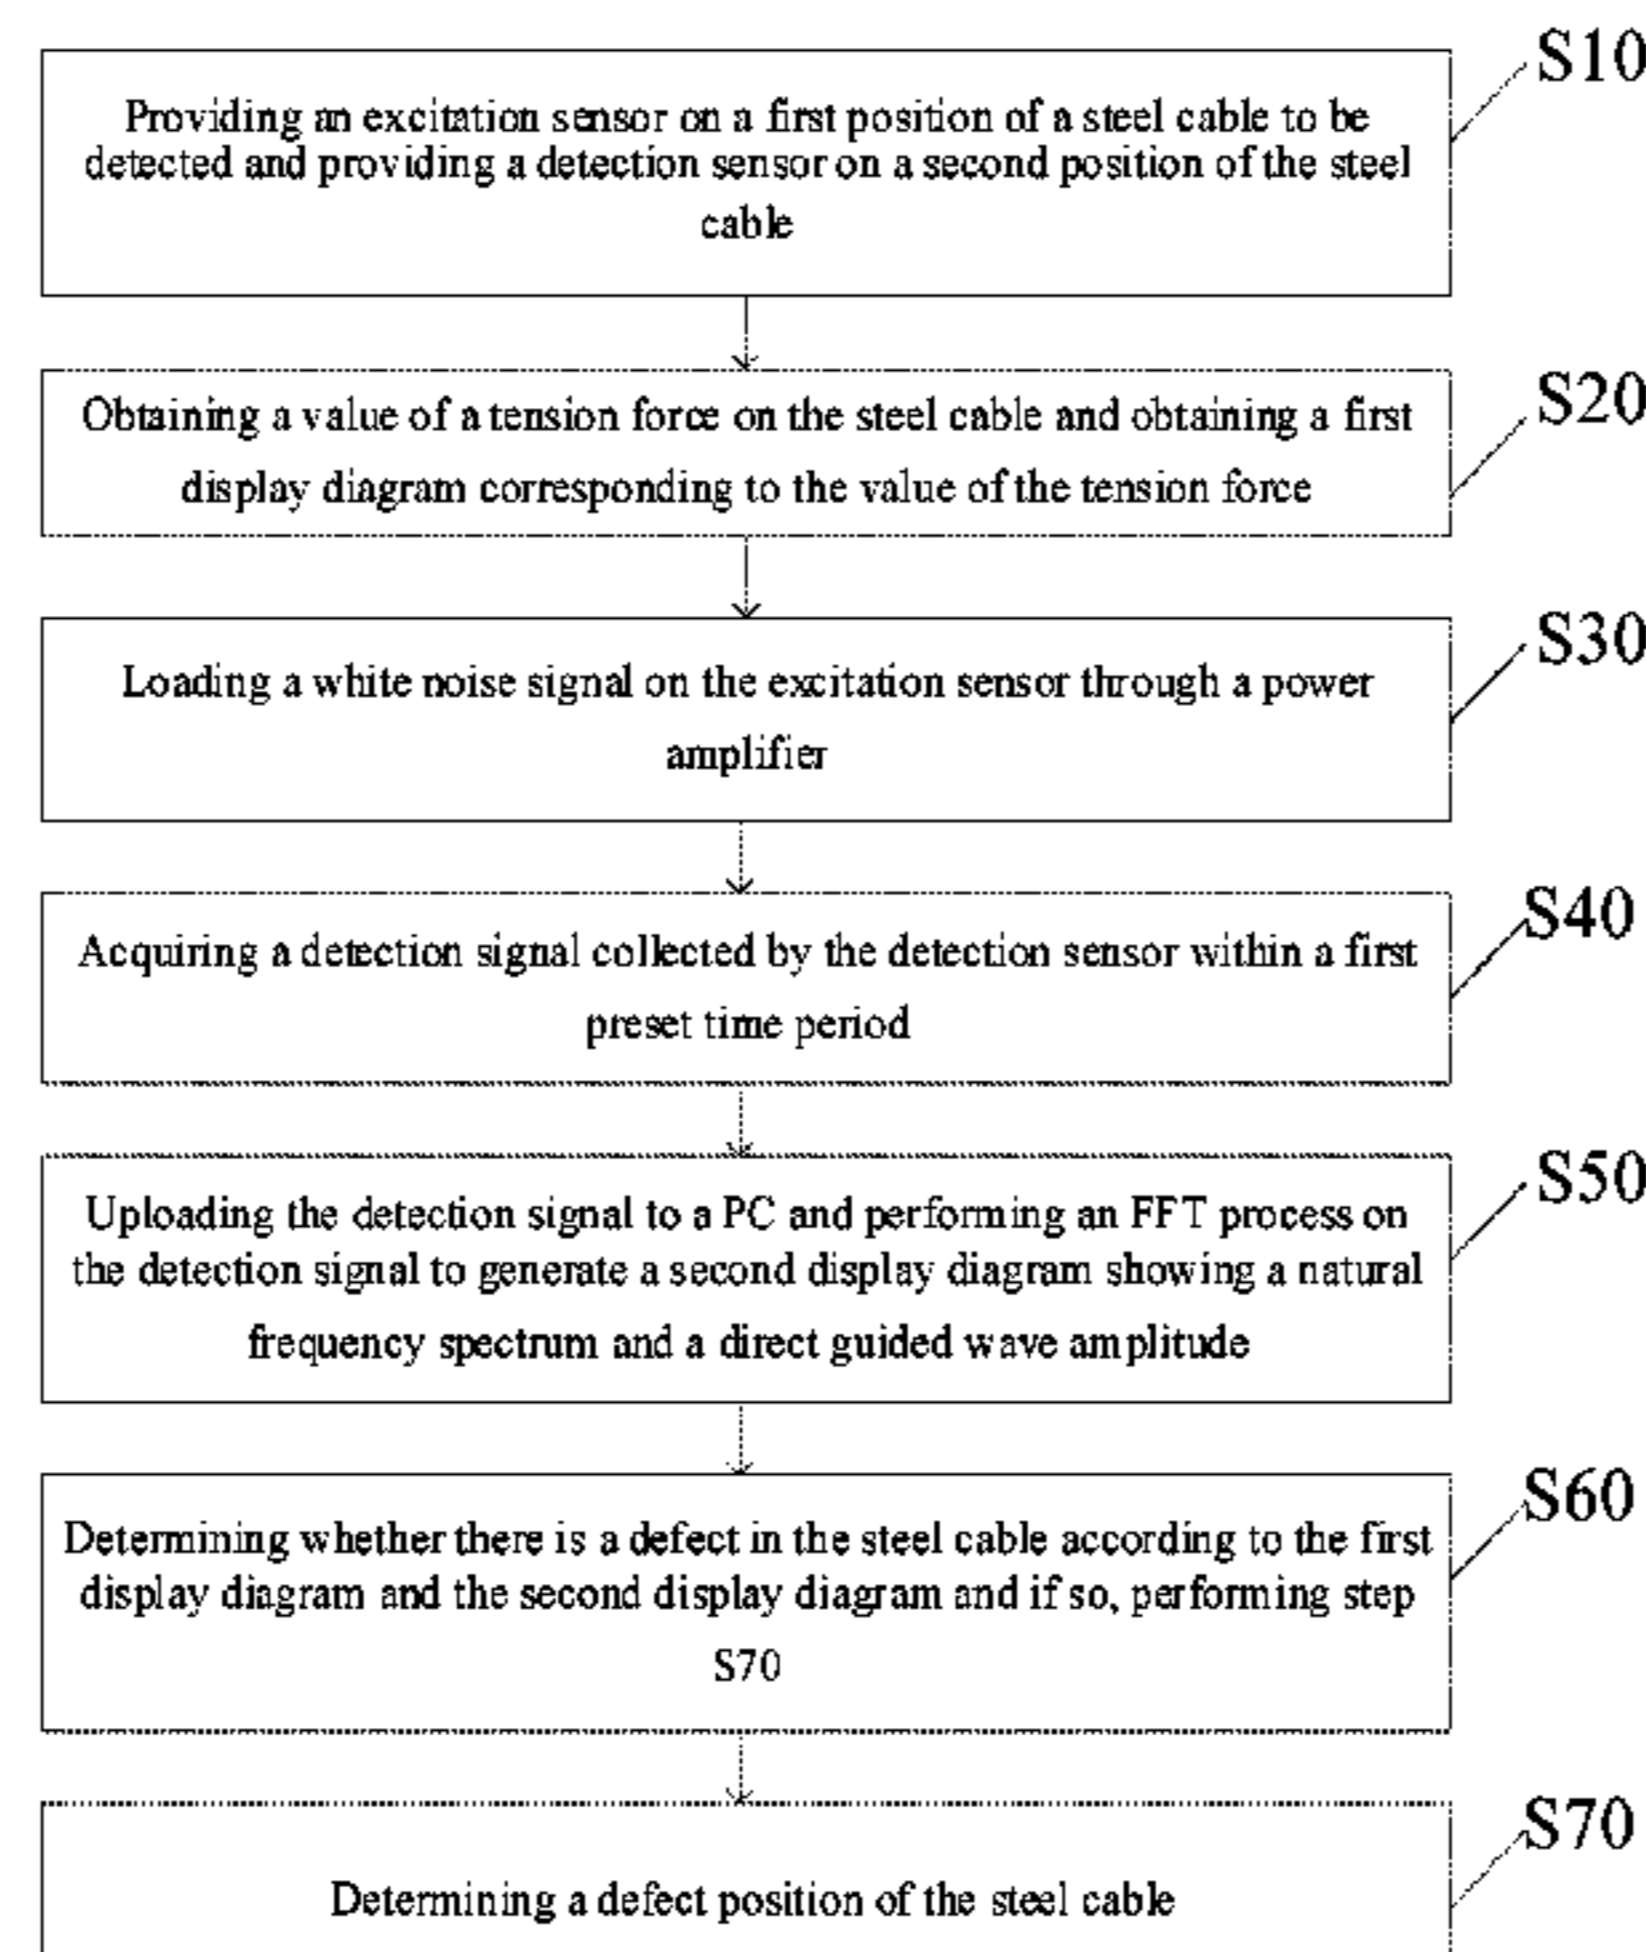 S10
Providing an excitation sensor on a first position of a steel cable to be
detected and providing a detection sensor on a second position of the steel
cable
S20
Obtaining a value of a tension force on the steel cable and obtaining a first
display diagram corresponding to the value of the tension force
S30
Loading a white noise signal on the excitation sensor through a power
amplifier
S40
Acquiring a detection signal collected by the detection sensor within a first
preset time period
S50
Uploading the detection signal to a PC and performing an FFT process on
the detection signal to generate a second display diagram showing a natural
frequency spectrum and a direct guided wave amplitude
S60
Determining whether there is a defect in the steel cable according to the first
display diagram and the second display diagram and if so, performing step
S70
S70
Determining a defect position of the steel cable